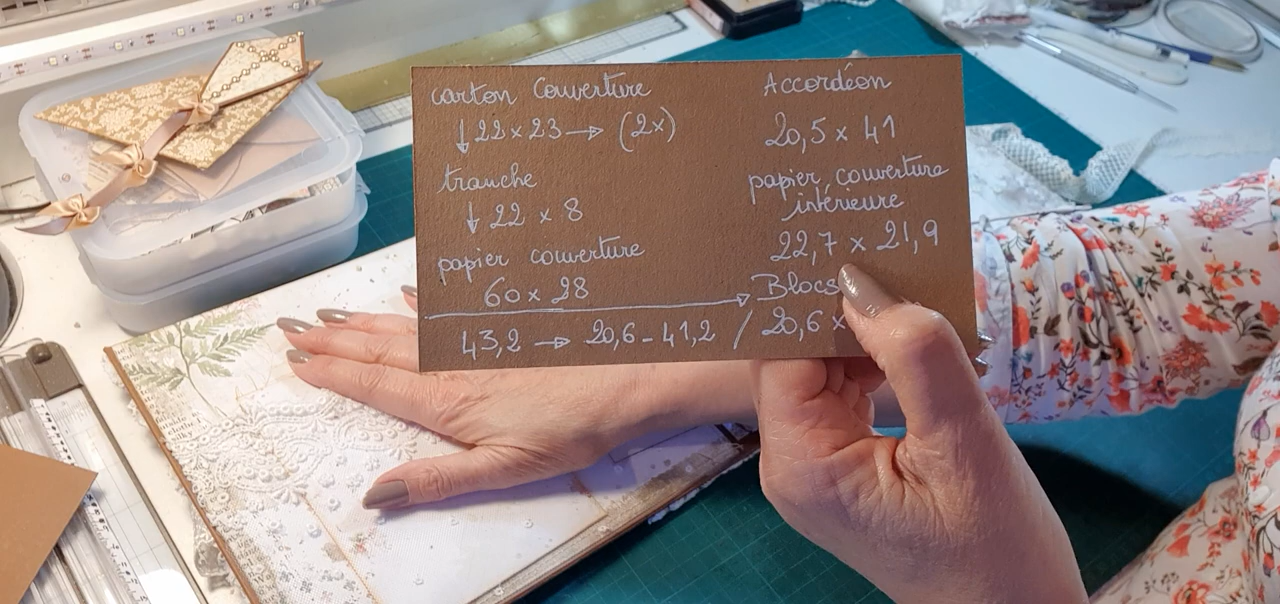 carton Couverture
↓ 22 x 23 → (2x)
tranche
↓ 22 x 8
papier couverture
60 x 28
43,2 → 20,6 - 41,2 /
Accordéon
20,5 x 41
papier couverture
intérieure
22,7 x 21,9
→ Blocs
20,6 x